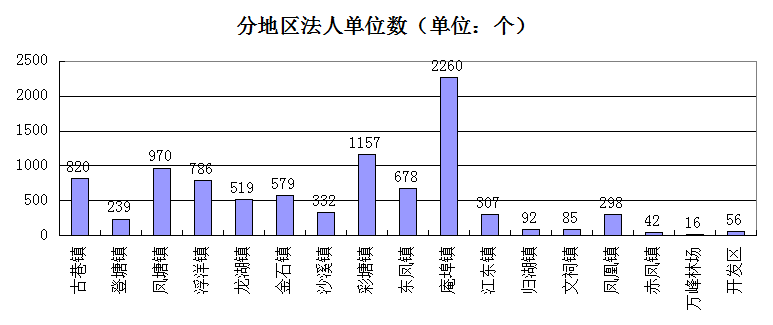 分地区法人单位数（单位：个）
2500
2000
1500
1000
500
0
820
239
970
786
519
579
332
1157
678
2260
307
92
85
298
42
16
56
古巷镇
登塘镇
凤塘镇
浮洋镇
龙湖镇
金石镇
沙溪镇
彩塘镇
东凤镇
庵埠镇
江东镇
归湖镇
文祠镇
凤凰镇
赤凤镇
万峰林场
开发区